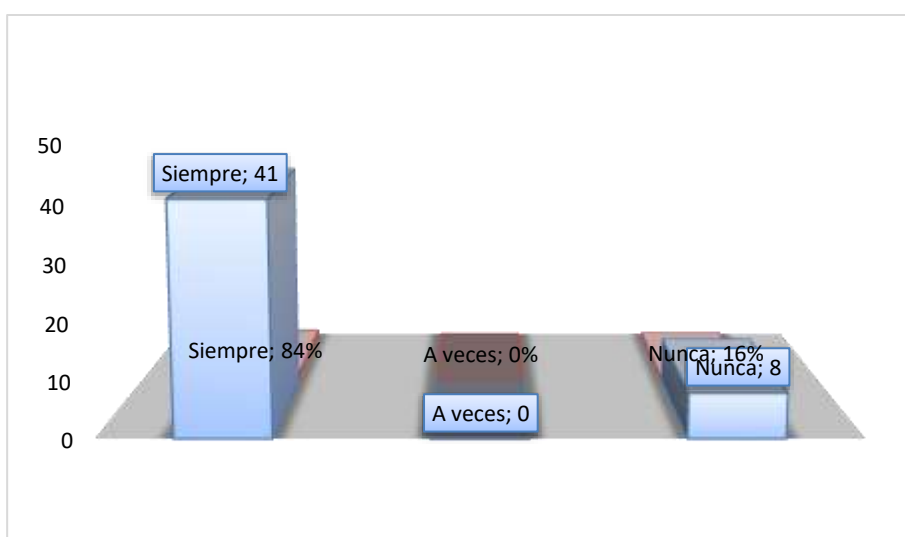 50
Siempre; 41
40
30
20
Siempre; 84%
A veces; 0%
Nunca; 16%
Nunca; 8
10
A veces; 0
0